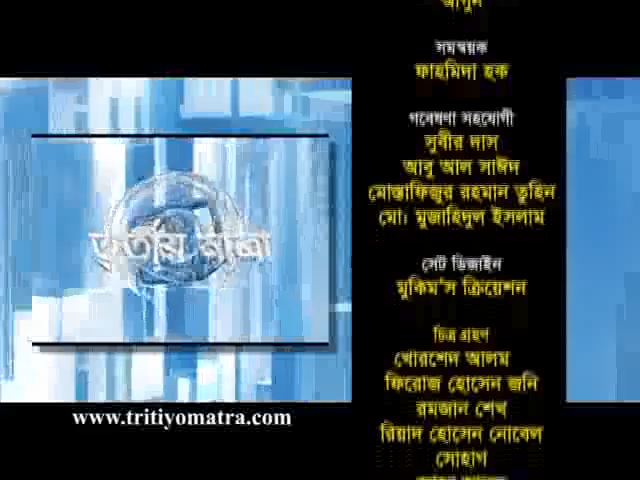 তৃতীয় মাত্রা
www.tritiyomatra.com
সমন্বয়ক
ফাহমিদা হক
গবেষণা সহযোগী
সুবীর দাস
আবু আল সাঈদ
মোস্তাফিজুর রহমান তুহিন
মো: মুজাহিদুল ইসলাম
সেট ডিজাইন
মুকিম'স ক্রিয়েশন
চিত্র গ্রহণ
খোরশেদ আলম
ফিরোজ হোসেন জনি
রমজান শেখ
রিয়াদ হোসেন নোবেল
সোহাগ